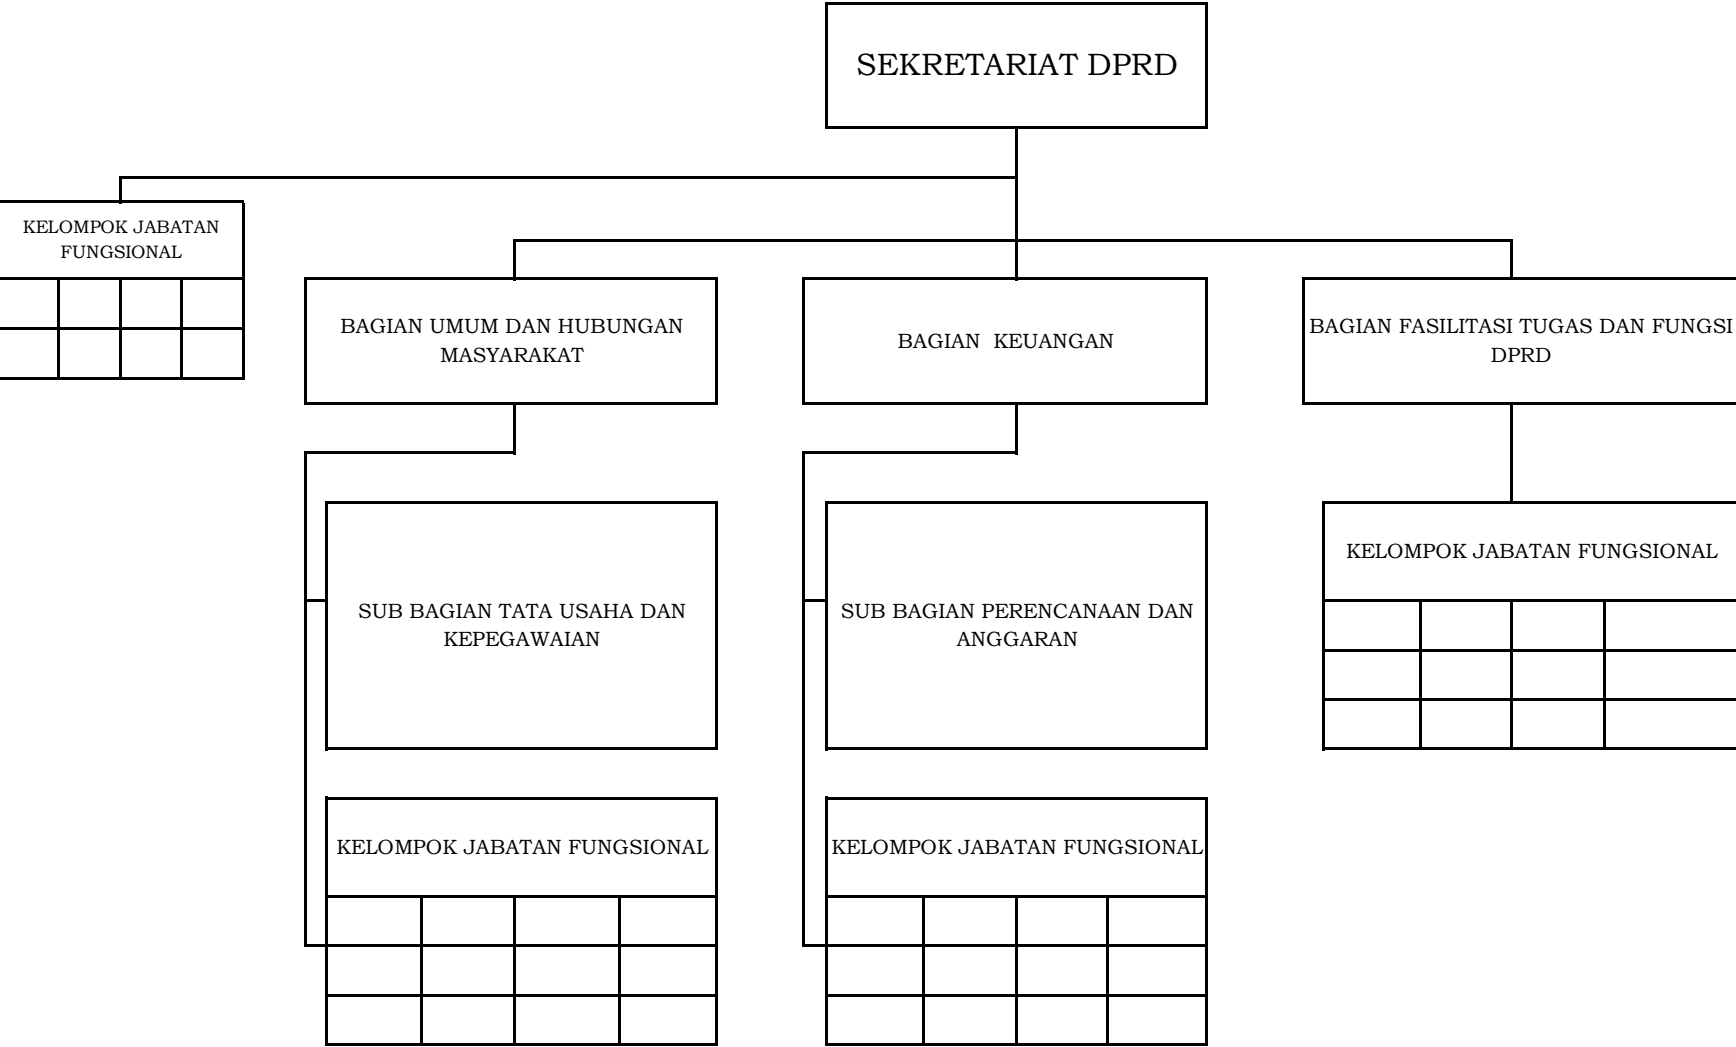 SEKRETARIAT DPRD
KELOMPOK JABATAN
FUNGSIONAL
BAGIAN UMUM DAN HUBUNGAN
MASYARAKAT
BAGIAN  KEUANGAN
BAGIAN FASILITASI TUGAS DAN FUNGSI
DPRD
SUB BAGIAN TATA USAHA DAN
KEPEGAWAIAN
SUB BAGIAN PERENCANAAN DAN
ANGGARAN
KELOMPOK JABATAN FUNGSIONAL
KELOMPOK JABATAN FUNGSIONAL
KELOMPOK JABATAN FUNGSIONAL